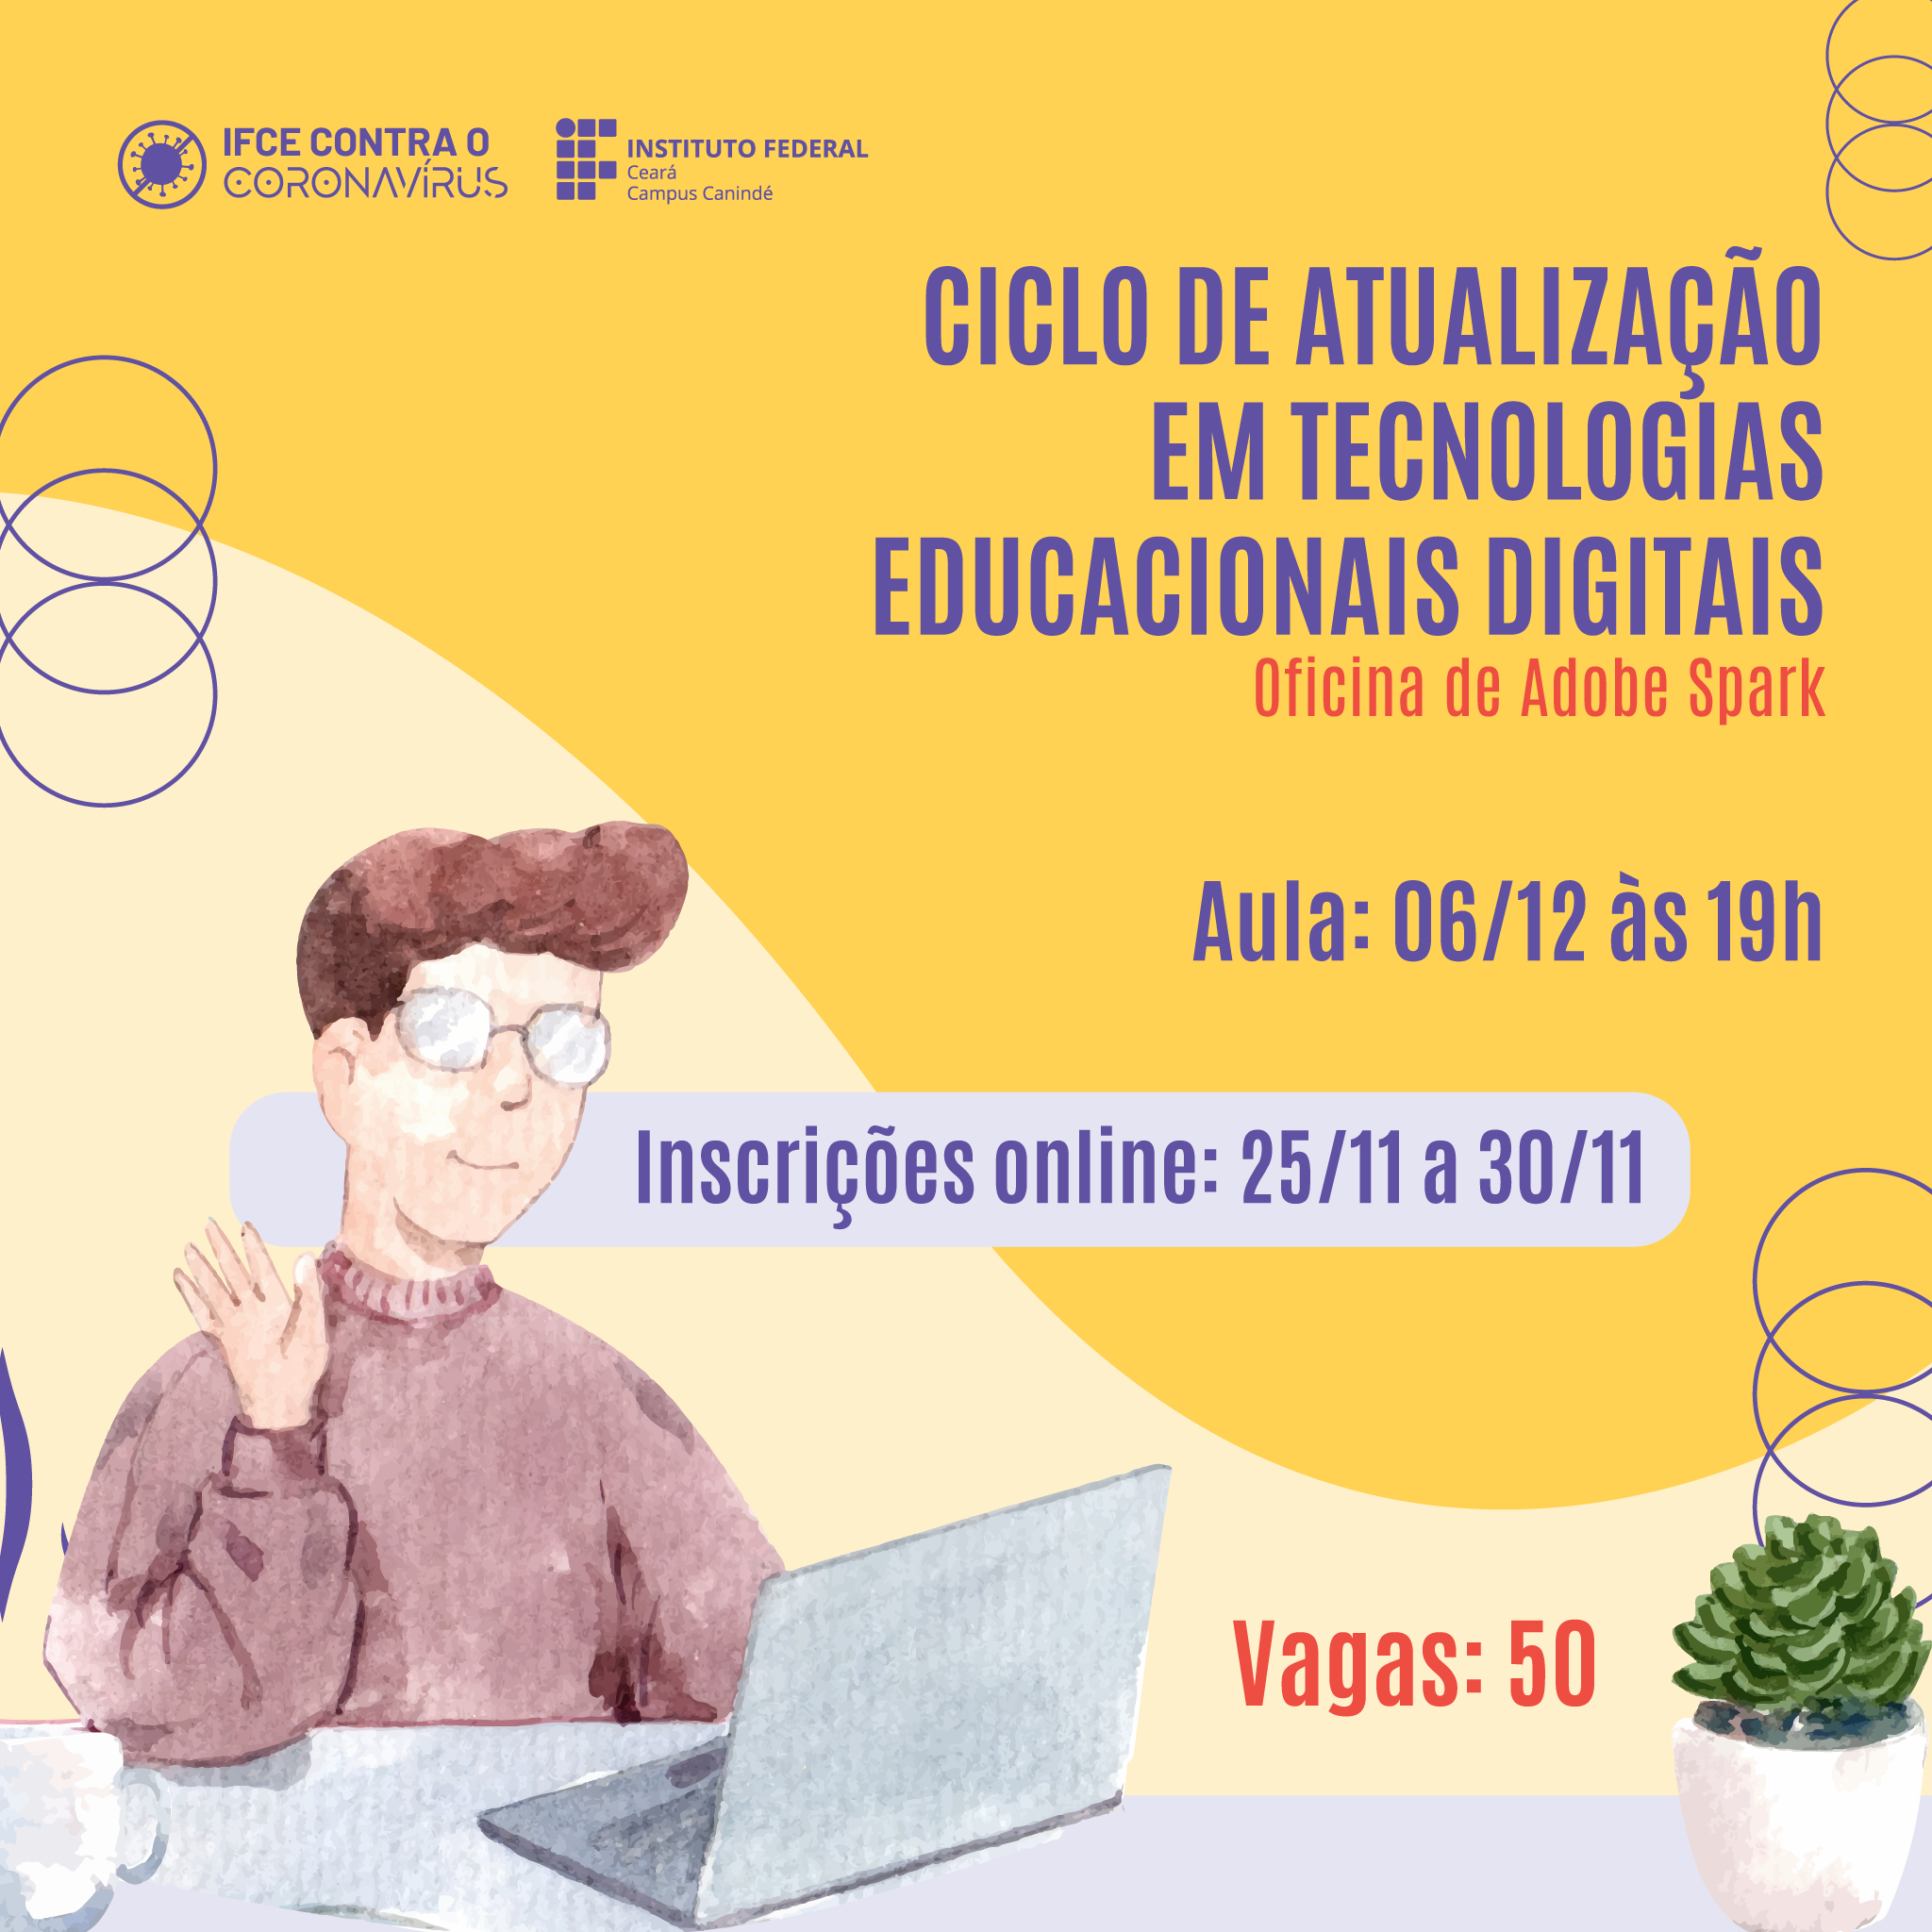 IFCE CONTRA O
CORONAVÍRUS
INSTITUTO FEDERAL
Ceará
Campus Canindé
CICLO DE ATUALIZAÇÃO
EM TECNOLOGIAS
EDUCACIONAIS DIGITAIS
Oficina de Adobe Spark
Aula: 06/12 às 19h
Inscrições online: 25/11 a 30/11
Vagas: 50